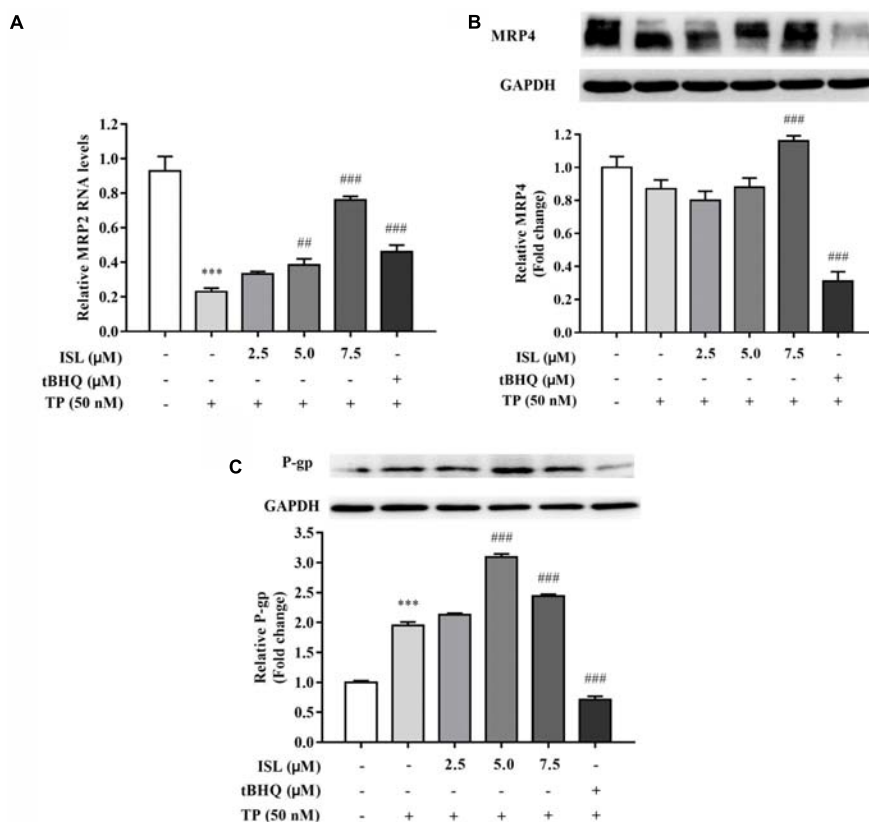 A
Relative MRP2 RNA levels
1.2
1.0
0.8
0.6
0.4
0.2
0.0
***
##
###
###
ISL (μM) - - 2.5 5.0 7.5 -
tBHQ (μM) - - - - - +
TP (50 nM) - + + + + +
B
MRP4
GAPDH
Relative MRP4
(Fold change)
1.2
1.0
0.8
0.6
0.4
0.2
0.0
###
###
ISL (μM) - - 2.5 5.0 7.5 -
tBHQ (μM) - - - - - +
TP (50 nM) - + + + + +
C
P-gp
GAPDH
Relative P-gp
(Fold change)
3.5
3.0
2.5
2.0
1.5
1.0
0.5
0.0
***
###
###
###
ISL (μM) - - 2.5 5.0 7.5 -
tBHQ (μM) - - - - - +
TP (50 nM) - + + + + +